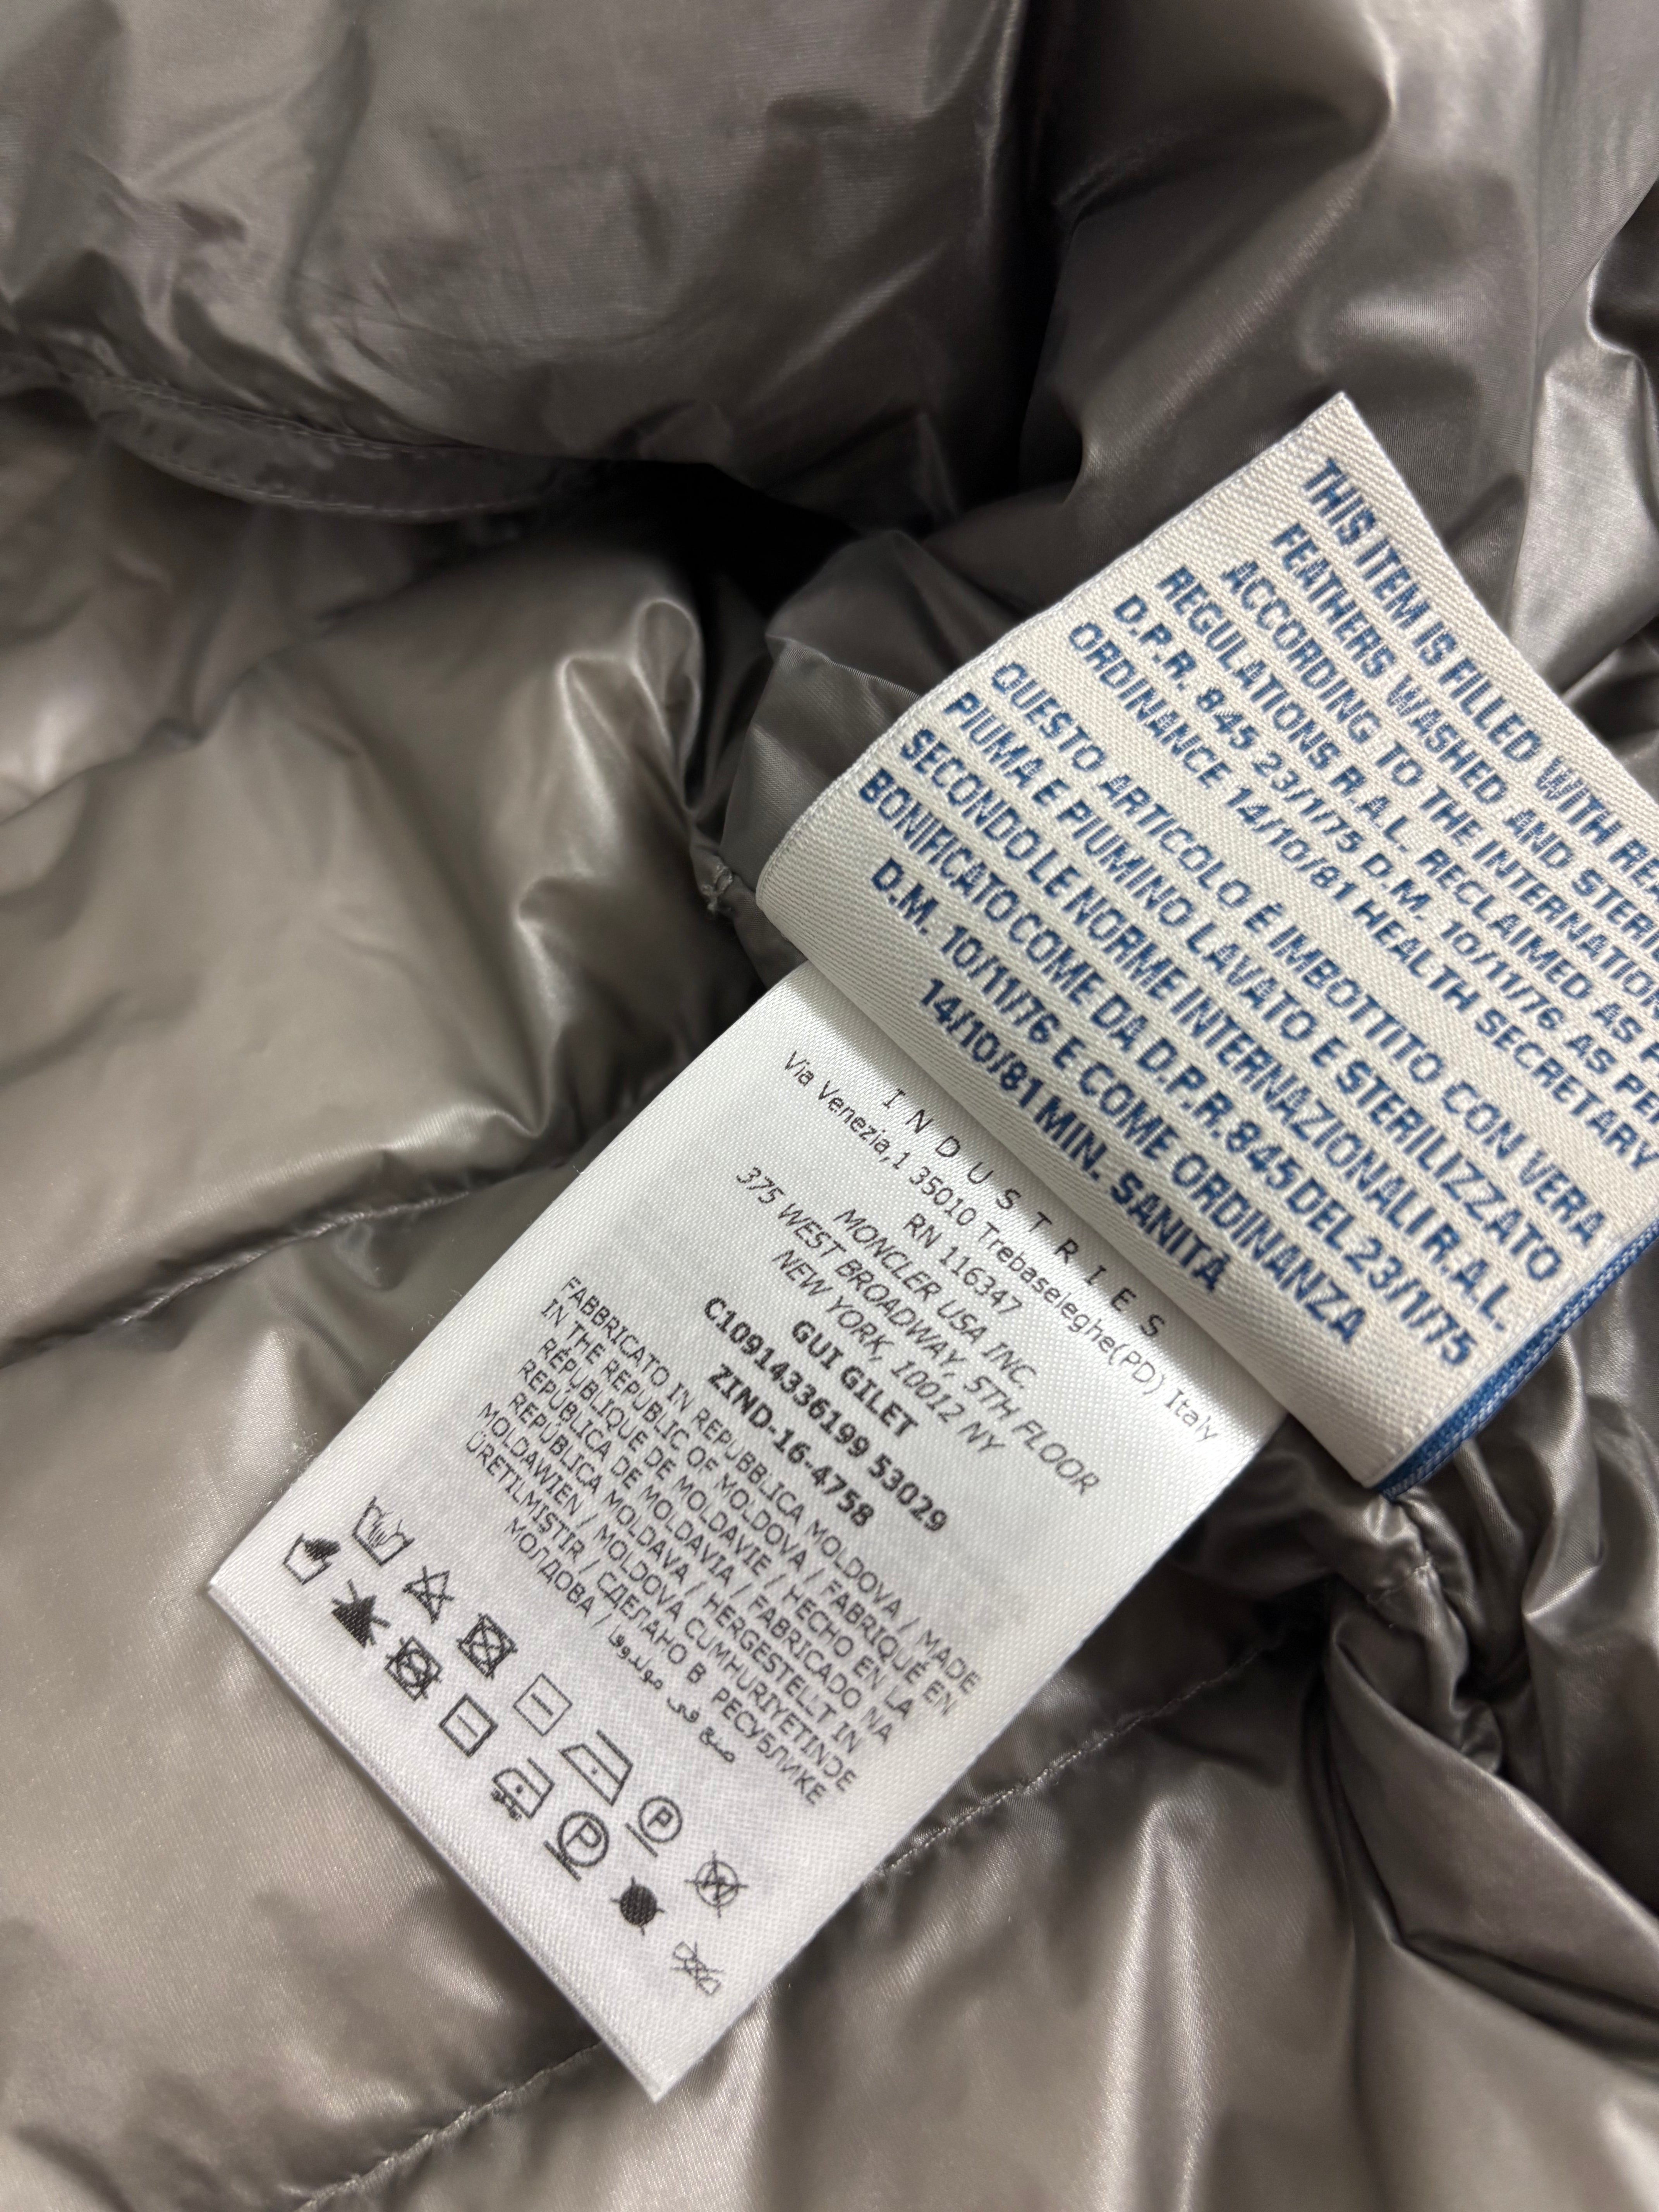 THIS ITEM IS FILLED WITH
FEATHERS WASHED AND
ACCORDING TO THE
REGULATIONS R.A.L. RECLAIMED AS
D.P.R. 845 23/1/75 D.M. 10/11/76 AS PER
ORDINANCE 14/10/81 HEALTH SECRETARY
QUESTO ARTICOLO È IMBOTTITO CON VERA
PIUMA E PIUMINO LAVATO E STERILIZZATO
SECONDO LE NORME INTERNAZIONALI R.A.L.
BONIFICATO COME DA D.P.R. 845 DEL 23/1/75
D.M. 10/11/76 E COME ORDINANZA
14/10/81 MIN. SANITA
INDUSTRIES
Via Venezia,1 35010 Trebaseleghe(PD) Italy
RN 116347
MONCLER USA INC.
375 WEST BROADWAY, 5TH FLOOR
NEW YORK, 10012 NY
GUI GILET
C10914336199 53029
ZIND-16-4758
FABBRICATO IN REPUBBLICA MOLDOVA / MADE
IN THE REPUBLIC OF MOLDOVA / FABRIQUÉ EN
RÉPUBLIQUE DE MOLDAVIE / HECHO EN LA
REPÚBLICA DE MOLDAVIA / FABRICADO NA
REPÚBLICA MOLDAVA / HERGESTELLT IN
MOLDAWIEN / MOLDOVA CUMHURIYETINDE
ÜRETILMIŞTIR / СДЕЛАНО В РЕСПУБЛИКЕ
МОЛДОВА / صنع في مولدوفا
P
W
P